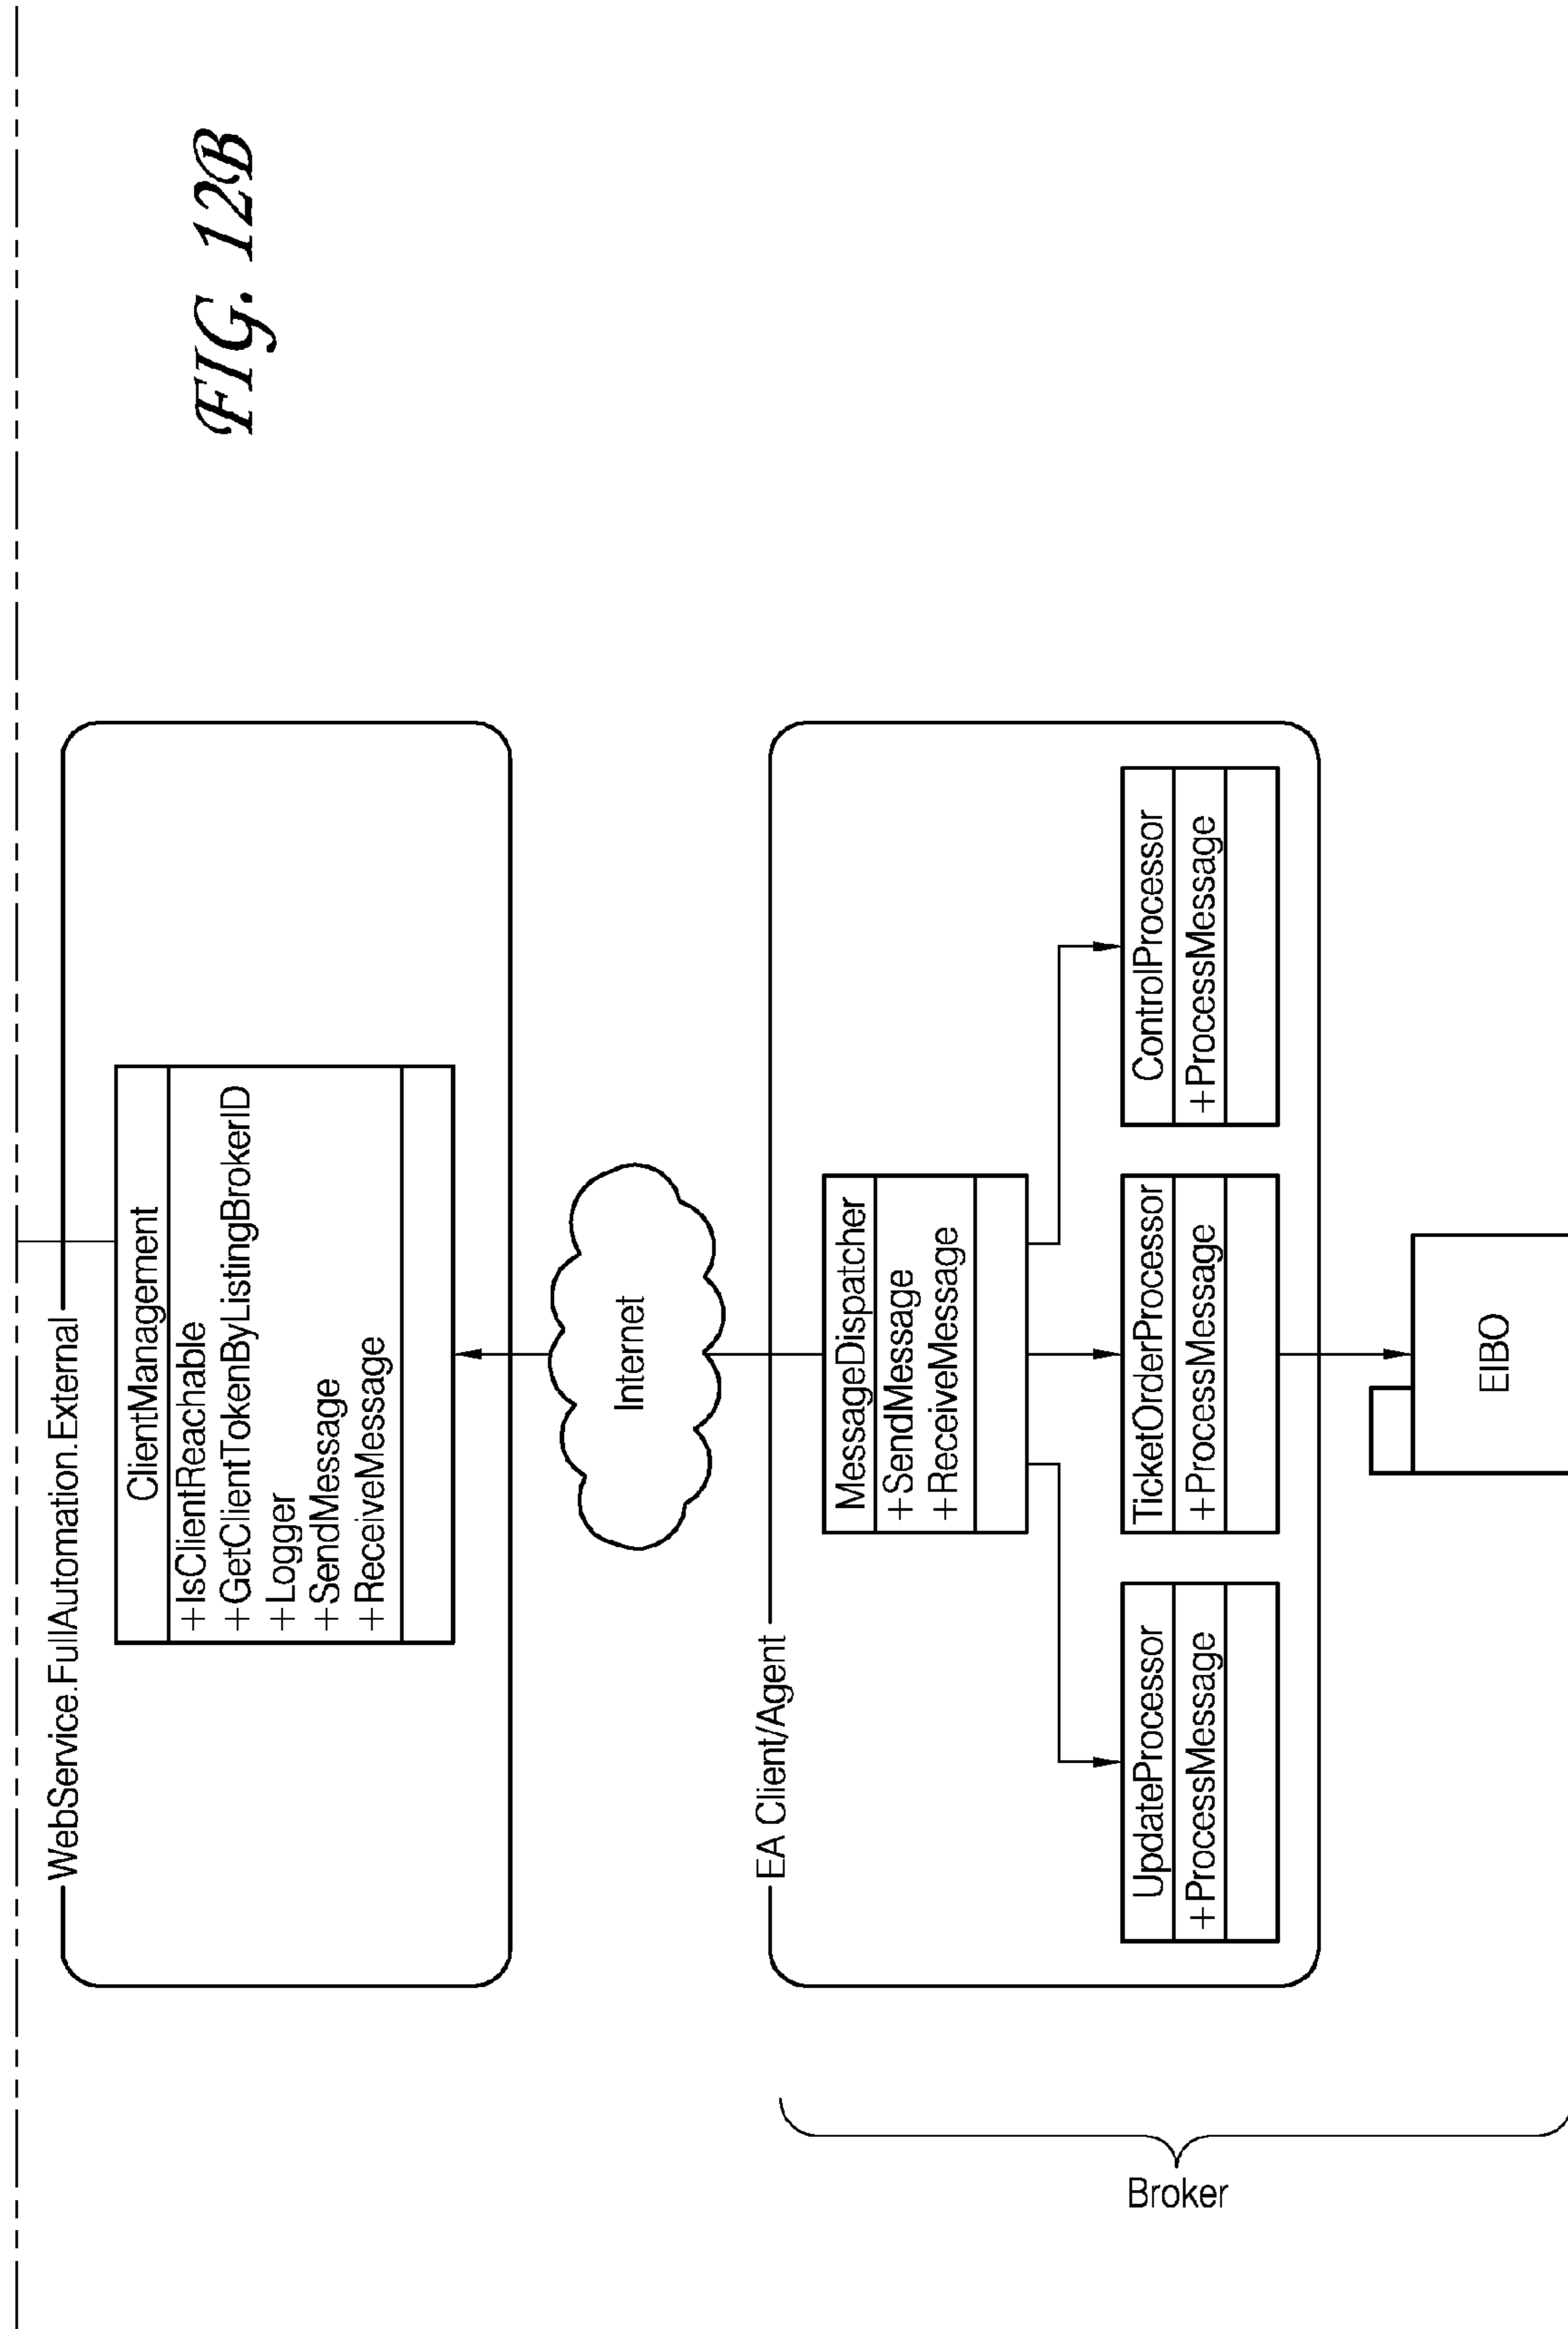 WebService.FullAutomation.External
ClientManagement
+IsClientReachable
+GetClientTokenByListingBrokerID
+Logger
+SendMessage
+ReceiveMessage
FIG. 12B
Internet
EA Client/Agent
MessageDispatcher
+SendMessage
+ReceiveMessage
UpdateProcessor
+ProcessMessage
TicketOrderProcessor
+ProcessMessage
ControlProcessor
+ProcessMessage
Broker
EIBO